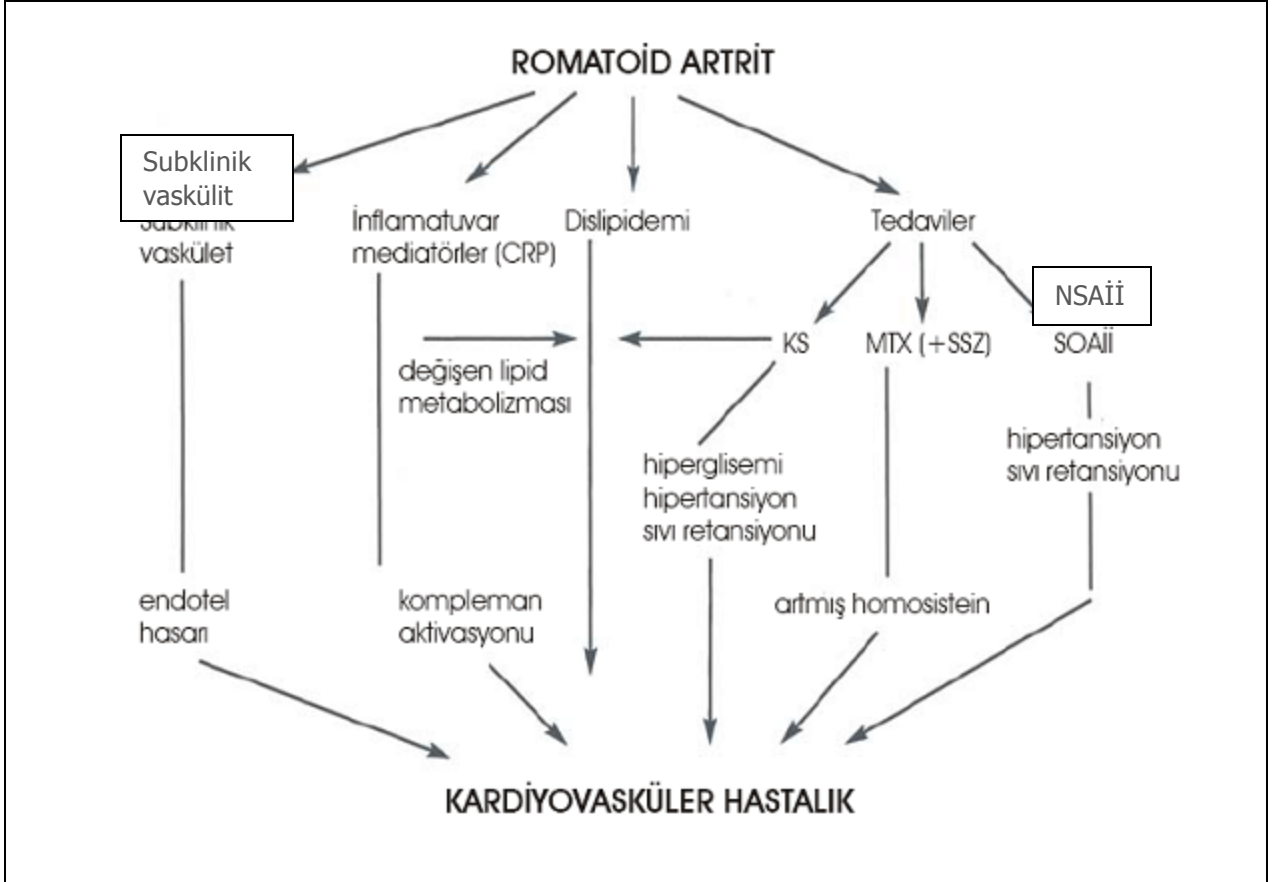 ROMATOİD ARTRİT
Subklinik
vaskülit
Subklinik
vaskület
İnflamatuvar
mediatörler (CRP)
Dislipidemi
Tedaviler
NSAİİ
KS
MTX (+SSZ)
SOAİİ
değişen lipid
metabolizması
hiperglisemi
hipertansiyon
sıvı retansiyonu
hipertansiyon
sıvı retansiyonu
endotel
hasarı
kompleman
aktivasyonu
artmış homosistein
KARDİYOVASKÜLER HASTALIK